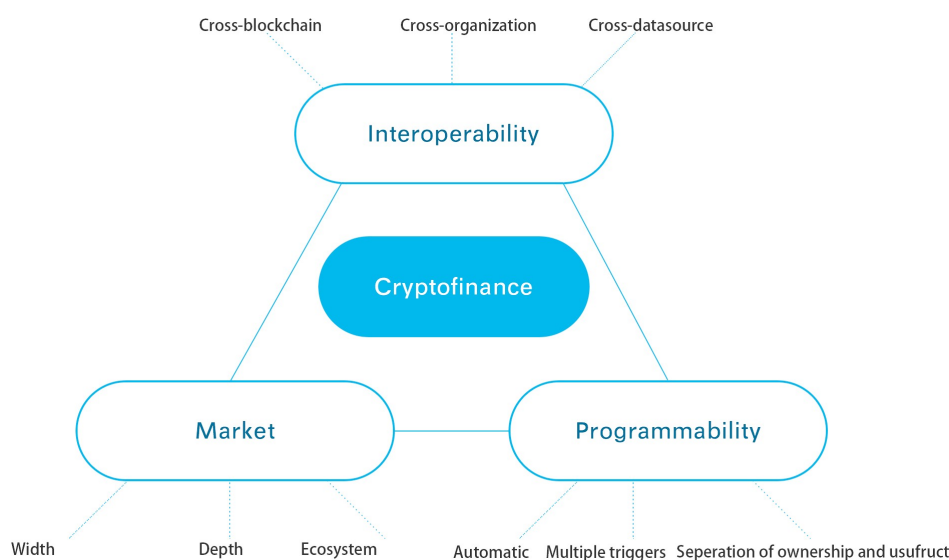 Cross-blockchain
Cross-organization
Cross-datasource
Interoperability
Cryptofinance
Market
Programmability
Width
Depth
Ecosystem
Automatic
Multiple triggers
Seperation of ownership and usufruct